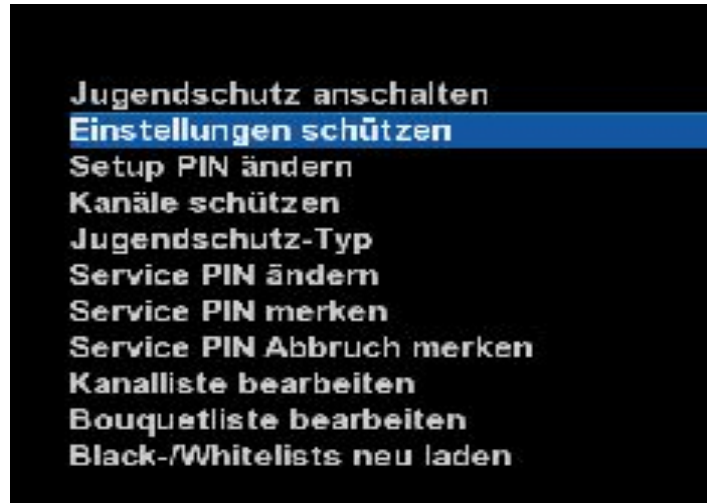 Jugendschutz anschalten
Einstellungen schützen
Setup PIN ändern
Kanäle schützen
Jugendschutz-Typ
Service PIN ändern
Service PIN merken
Service PIN Abbruch merken
Kanalliste bearbeiten
Bouquetliste bearbeiten
Black-/Whitelists neu laden